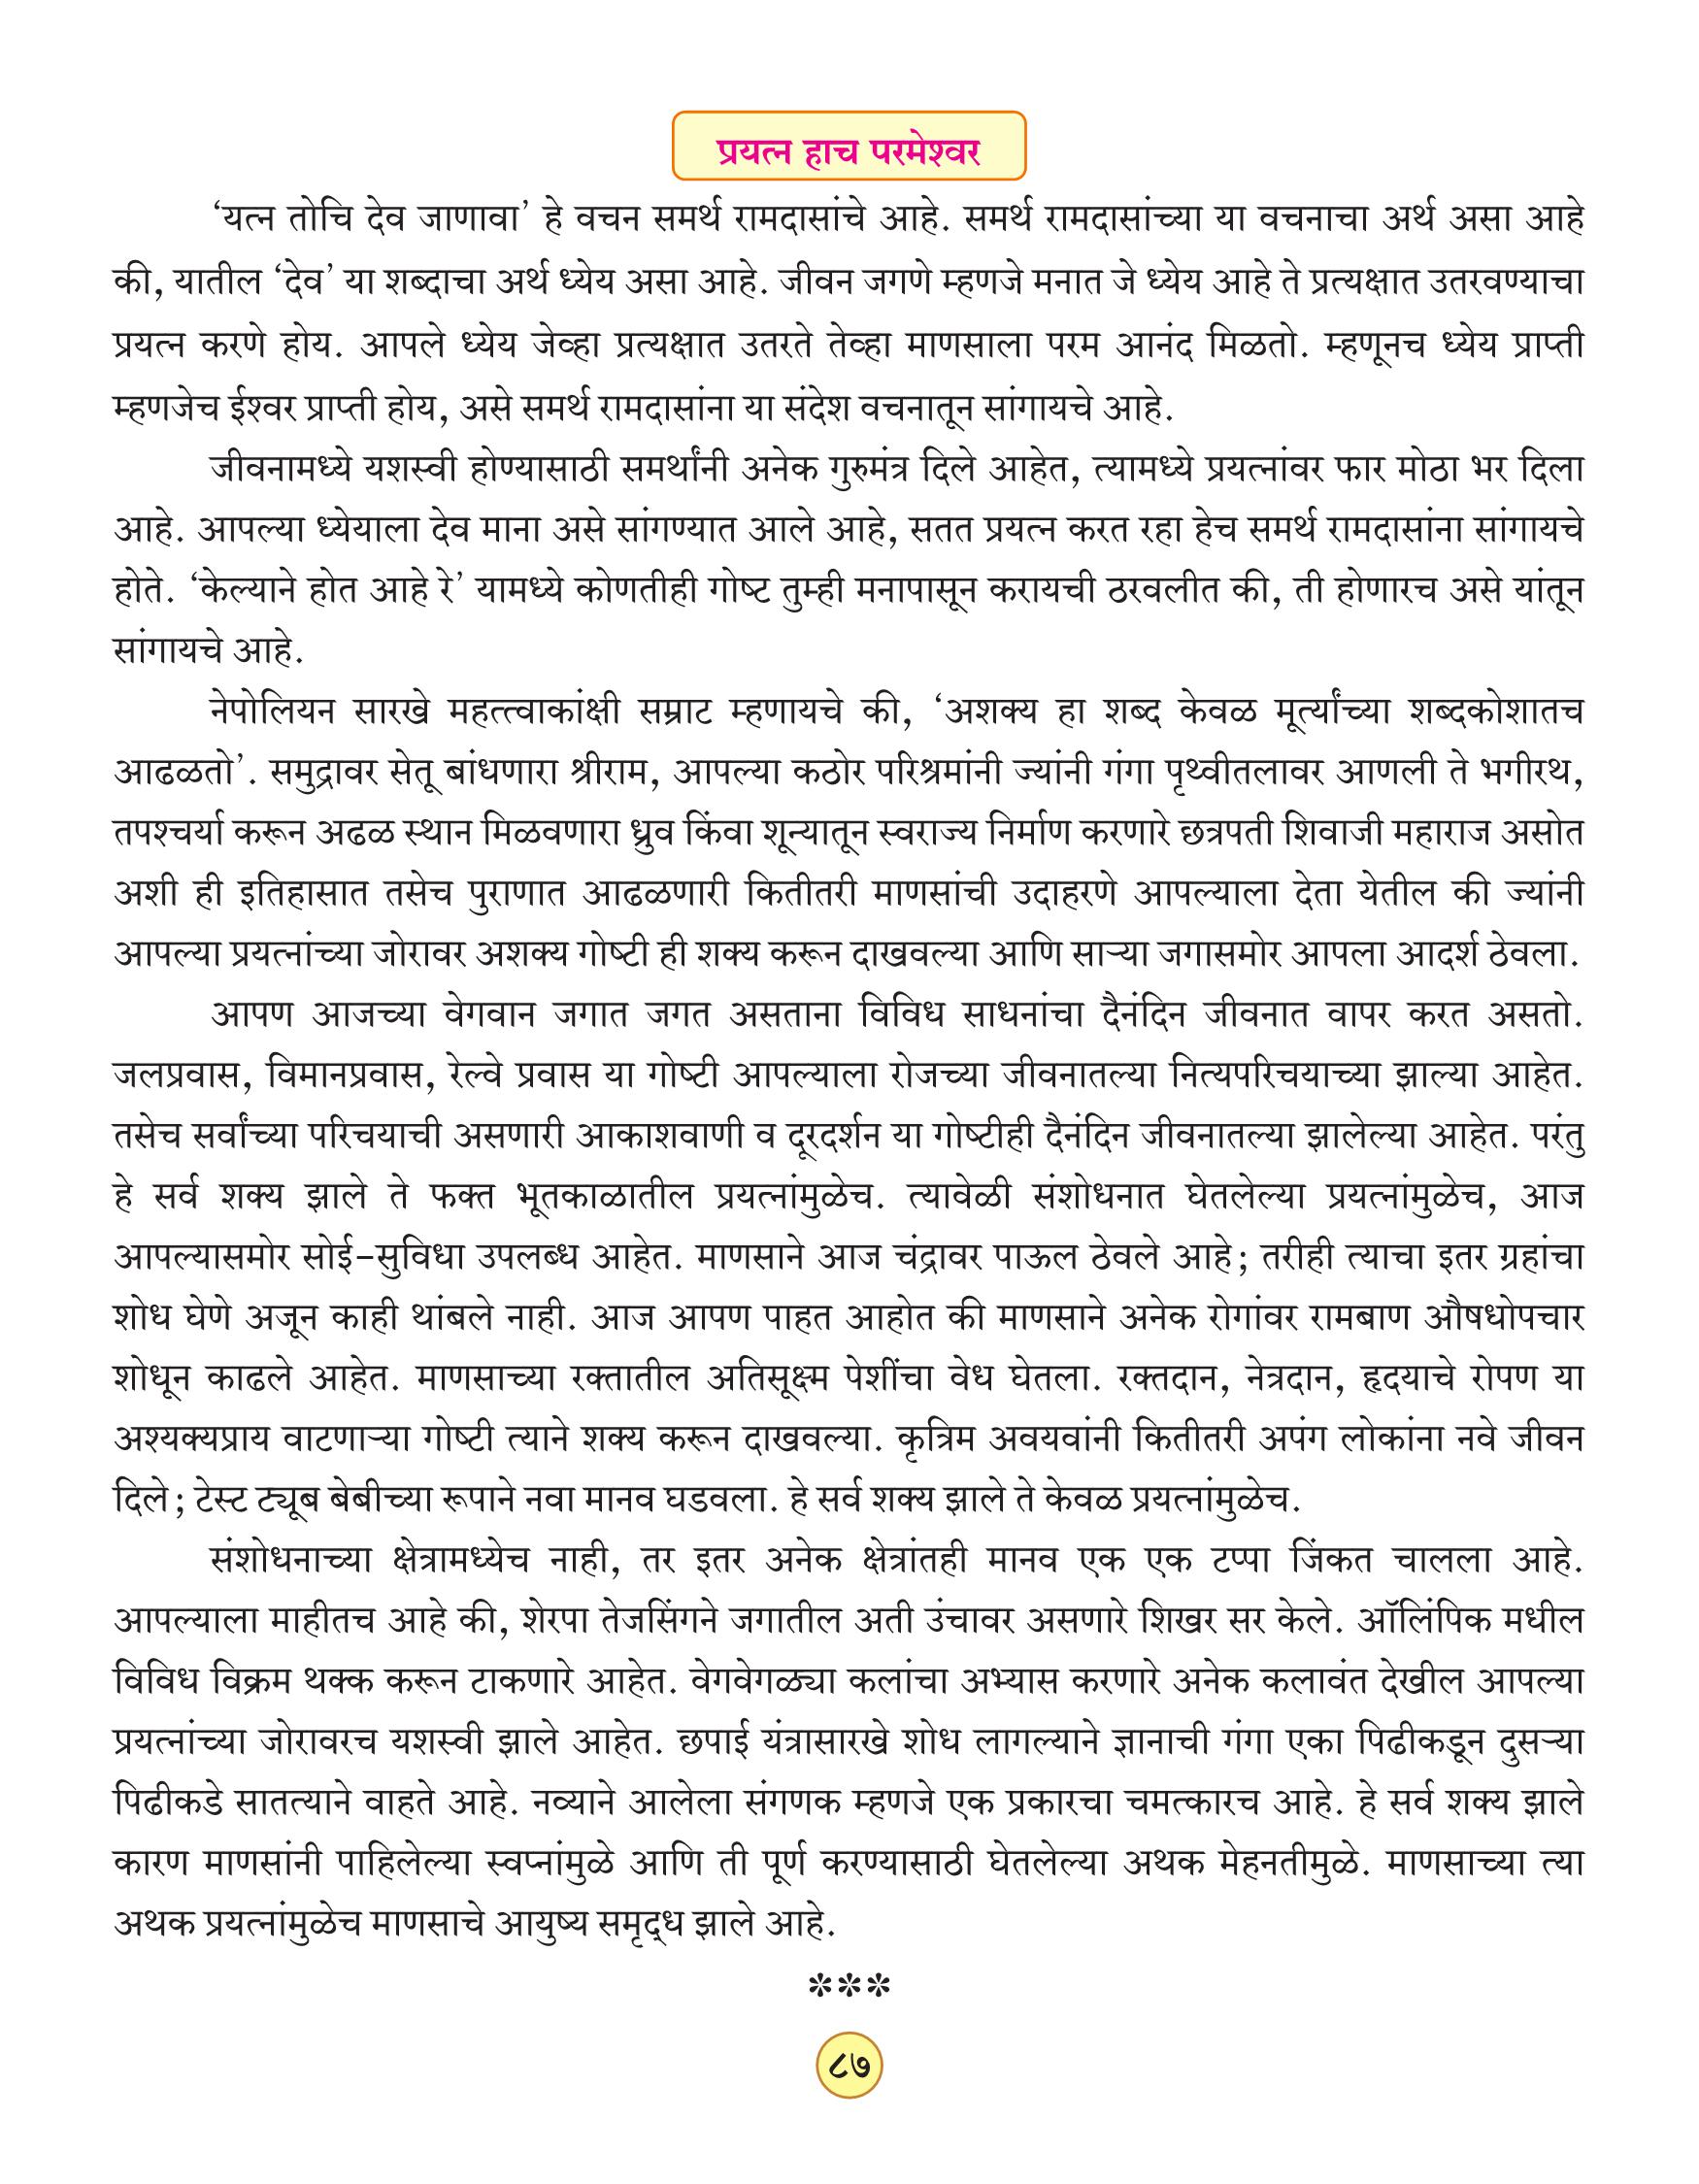 प्रयत्न हाच परमेश्वर
‘यत्न तोचि देव जाणावा’ हे वचन समर्थ रामदासांचे आहे. समर्थ रामदासांच्या या वचनाचा अर्थ असा आहे
की, यातील ‘देव’ या शब्दाचा अर्थ ध्येय असा आहे. जीवन जगणे म्हणजे मनात जे ध्येय आहे ते प्रत्यक्षात उतरवण्याचा
प्रयत्न करणे होय. आपले ध्येय जेव्हा प्रत्यक्षात उतरते तेव्हा माणसाला परम आनंद मिळतो. म्हणूनच ध्येय प्राप्ती
म्हणजेच ईश्वर प्राप्ती होय, असे समर्थ रामदासांना या संदेश वचनातून सांगायचे आहे.
जीवनामध्ये यशस्वी होण्यासाठी समर्थांनी अनेक गुरुमंत्र दिले आहेत, त्यामध्ये प्रयत्नांवर फार मोठा भर दिला
आहे. आपल्या ध्येयाला देव माना असे सांगण्यात आले आहे, सतत प्रयत्न करत रहा हेच समर्थ रामदासांना सांगायचे
होते. ‘केल्याने होत आहे रे’ यामध्ये कोणतीही गोष्ट तुम्ही मनापासून करायची ठरवलीत की, ती होणारच असे यांतून
सांगायचे आहे.
नेपोलियन सारखे महत्त्वाकांक्षी सम्राट म्हणायचे की, ‘अशक्य हा शब्द केवळ मूर्त्यांच्या शब्दकोशातच
आढळतो’. समुद्रावर सेतू बांधणारा श्रीराम, आपल्या कठोर परिश्रमांनी ज्यांनी गंगा पृथ्वीतलावर आणली ते भगीरथ,
तपश्चर्या करून अढळ स्थान मिळवणारा ध्रुव किंवा शून्यातून स्वराज्य निर्माण करणारे छत्रपती शिवाजी महाराज असोत
अशी ही इतिहासात तसेच पुराणात आढळणारी कितीतरी माणसांची उदाहरणे आपल्याला देता येतील की ज्यांनी
आपल्या प्रयत्नांच्या जोरावर अशक्य गोष्टी ही शक्य करून दाखवल्या आणि साऱ्या जगासमोर आपला आदर्श ठेवला.
आपण आजच्या वेगवान जगात जगत असताना विविध साधनांचा दैनंदिन जीवनात वापर करत असतो.
जलप्रवास, विमानप्रवास, रेल्वे प्रवास या गोष्टी आपल्याला रोजच्या जीवनातल्या नित्यपरिचयाच्या झाल्या आहेत.
तसेच सर्वांच्या परिचयाची असणारी आकाशवाणी व दूरदर्शन या गोष्टीही दैनंदिन जीवनातल्या झालेल्या आहेत. परंतु
हे सर्व शक्य झाले ते फक्त भूतकाळातील प्रयत्नांमुळेच. त्यावेळी संशोधनात घेतलेल्या प्रयत्नांमुळेच, आज
आपल्यासमोर सोई-सुविधा उपलब्ध आहेत. माणसाने आज चंद्रावर पाऊल ठेवले आहे; तरीही त्याचा इतर ग्रहांचा
शोध घेणे अजून काही थांबले नाही. आज आपण पाहत आहोत की माणसाने अनेक रोगांवर रामबाण औषधोपचार
शोधून काढले आहेत. माणसाच्या रक्तातील अतिसूक्ष्म पेशींचा वेध घेतला. रक्तदान, नेत्रदान, हृदयाचे रोपण या
अश्यक्यप्राय वाटणाऱ्या गोष्टी त्याने शक्य करून दाखवल्या. कृत्रिम अवयवांनी कितीतरी अपंग लोकांना नवे जीवन
दिले; टेस्ट ट्यूब बेबीच्या रूपाने नवा मानव घडवला. हे सर्व शक्य झाले ते केवळ प्रयत्नांमुळेच.
संशोधनाच्या क्षेत्रामध्येच नाही, तर इतर अनेक क्षेत्रांतही मानव एक एक टप्पा जिंकत चालला आहे.
आपल्याला माहीतच आहे की, शेरपा तेजसिंगने जगातील अती उंचावर असणारे शिखर सर केले. ऑलिंपिक मधील
विविध विक्रम थक्क करून टाकणारे आहेत. वेगवेगळ्या कलांचा अभ्यास करणारे अनेक कलावंत देखील आपल्या
प्रयत्नांच्या जोरावरच यशस्वी झाले आहेत. छपाई यंत्रासारखे शोध लागल्याने ज्ञानाची गंगा एका पिढीकडून दुसऱ्या
पिढीकडे सातत्याने वाहते आहे. नव्याने आलेला संगणक म्हणजे एक प्रकारचा चमत्कारच आहे. हे सर्व शक्य झाले
कारण माणसांनी पाहिलेल्या स्वप्नांमुळे आणि ती पूर्ण करण्यासाठी घेतलेल्या अथक मेहनतीमुळे. माणसाच्या त्या
अथक प्रयत्नांमुळेच माणसाचे आयुष्य समृद्ध झाले आहे.
***
८७